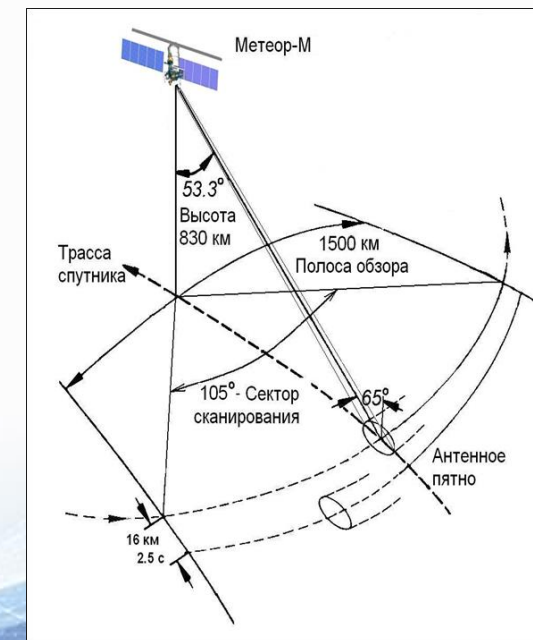 Метеор-М
53.3°
Высота
830 км
1500 км
Полоса обзора
Трасса
спутника
105°- Сектор
сканирования
65°
Антенное
пятно
16 км
2.5 с